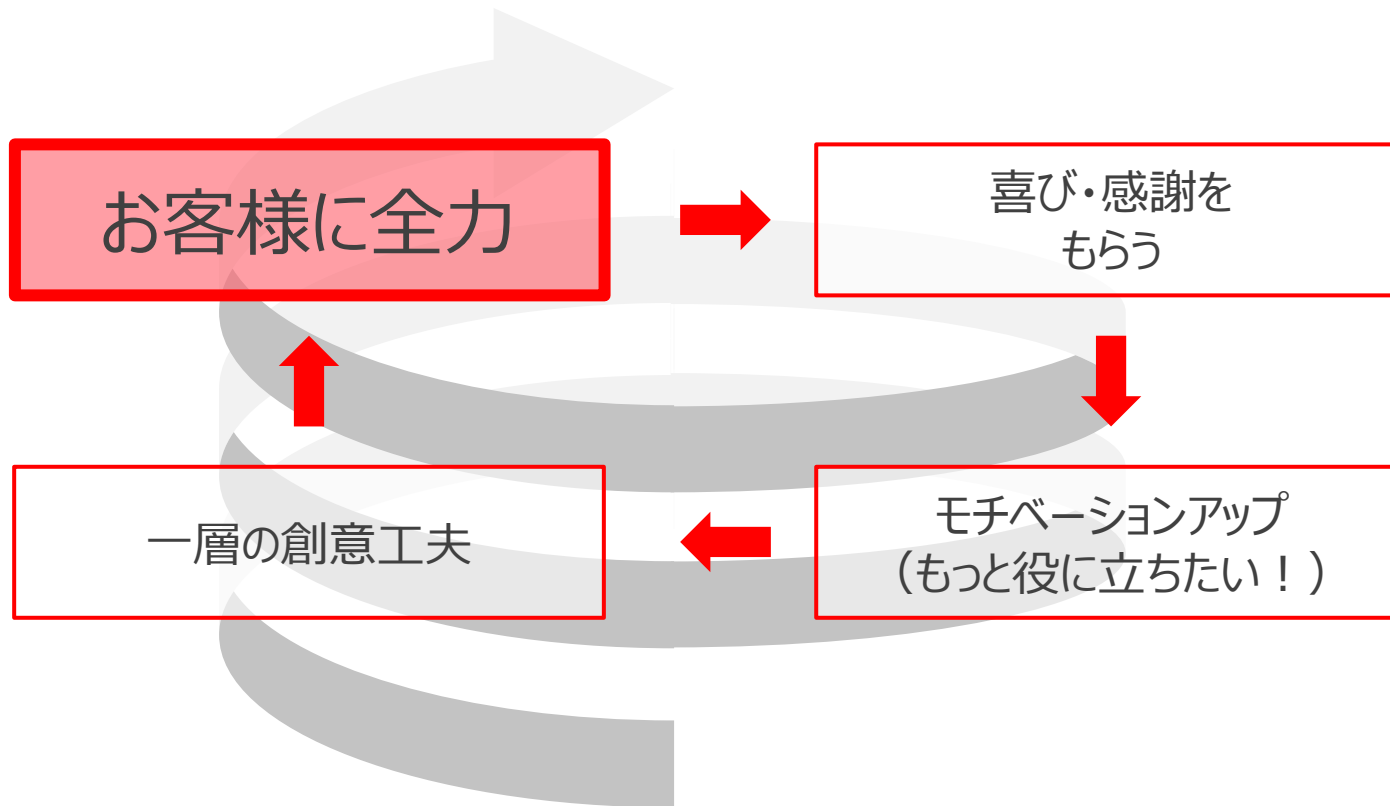 お客様に全力
喜び・感謝を
もらう
一層の創意工夫
モチベーションアップ
（もっと役に立ちたい！）